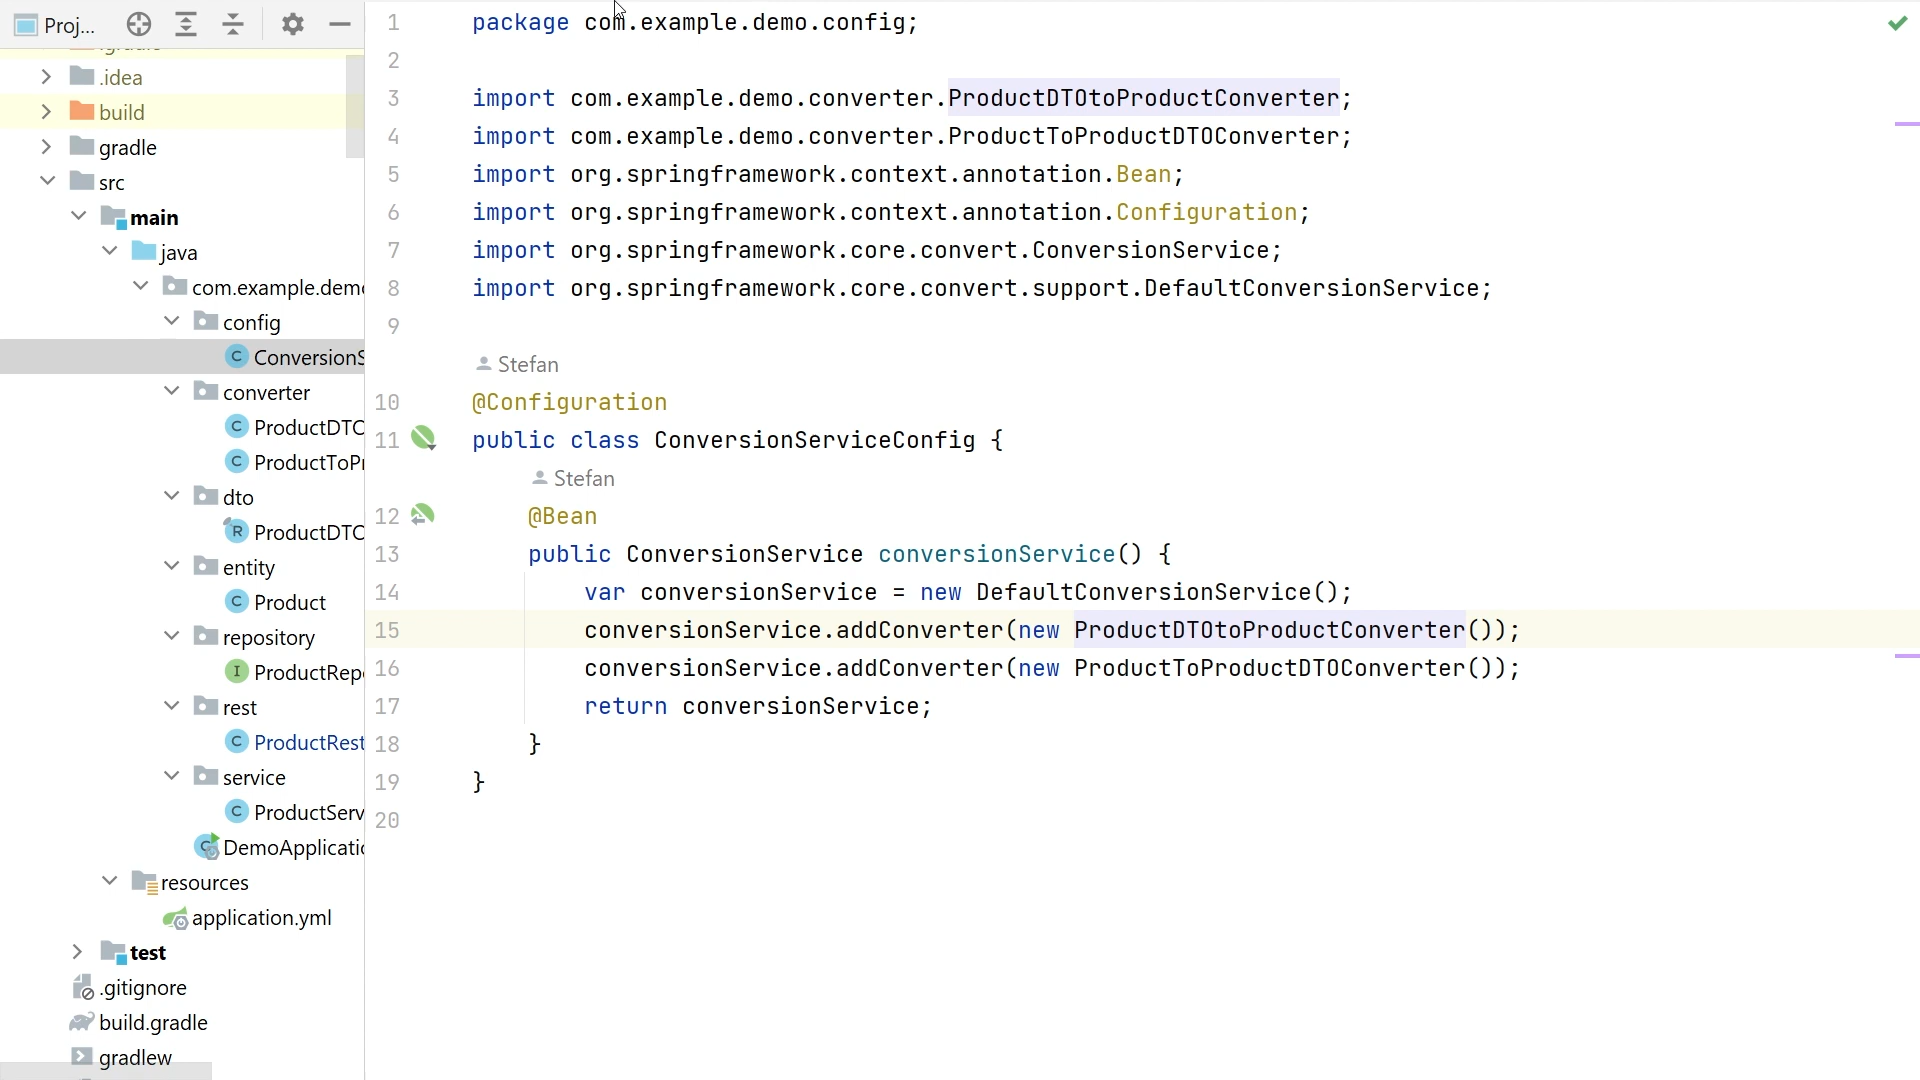 Proj...
.idea
build
gradle
src
main
java
com.example.demo
config
ConversionS
converter
ProductDTO
ProductToPr
dto
ProductDTO
entity
Product
repository
ProductRepo
rest
ProductRest
service
ProductServ
DemoApplicatio
resources
application.yml
test
.gitignore
build.gradle
gradlew
1 package com.example.demo.config;
2
3 import com.example.demo.converter.ProductDTOtoProductConverter;
4 import com.example.demo.converter.ProductToProductDTOConverter;
5 import org.springframework.context.annotation.Bean;
6 import org.springframework.context.annotation.Configuration;
7 import org.springframework.core.convert.ConversionService;
8 import org.springframework.core.convert.support.DefaultConversionService;
9
Stefan
10 @Configuration
11 public class ConversionServiceConfig {
Stefan
12 @Bean
13 public ConversionService conversionService() {
14 var conversionService = new DefaultConversionService();
15 conversionService.addConverter(new ProductDTOtoProductConverter());
16 conversionService.addConverter(new ProductToProductDTOConverter());
17 return conversionService;
18 }
19 }
20